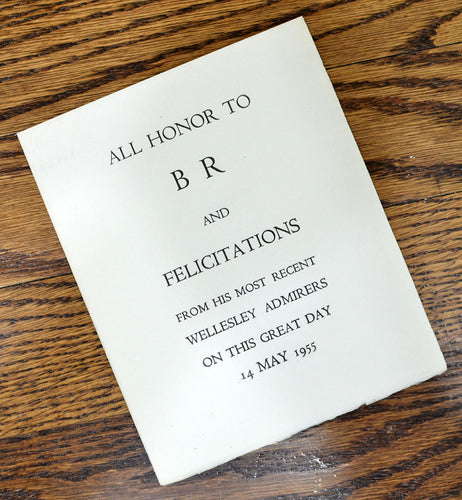 ALL HONOR TO
B R
AND
FELICITATIONS
FROM HIS MOST RECENT
WELLESLEY ADMIRERS
ON THIS GREAT DAY
14 MAY 1955